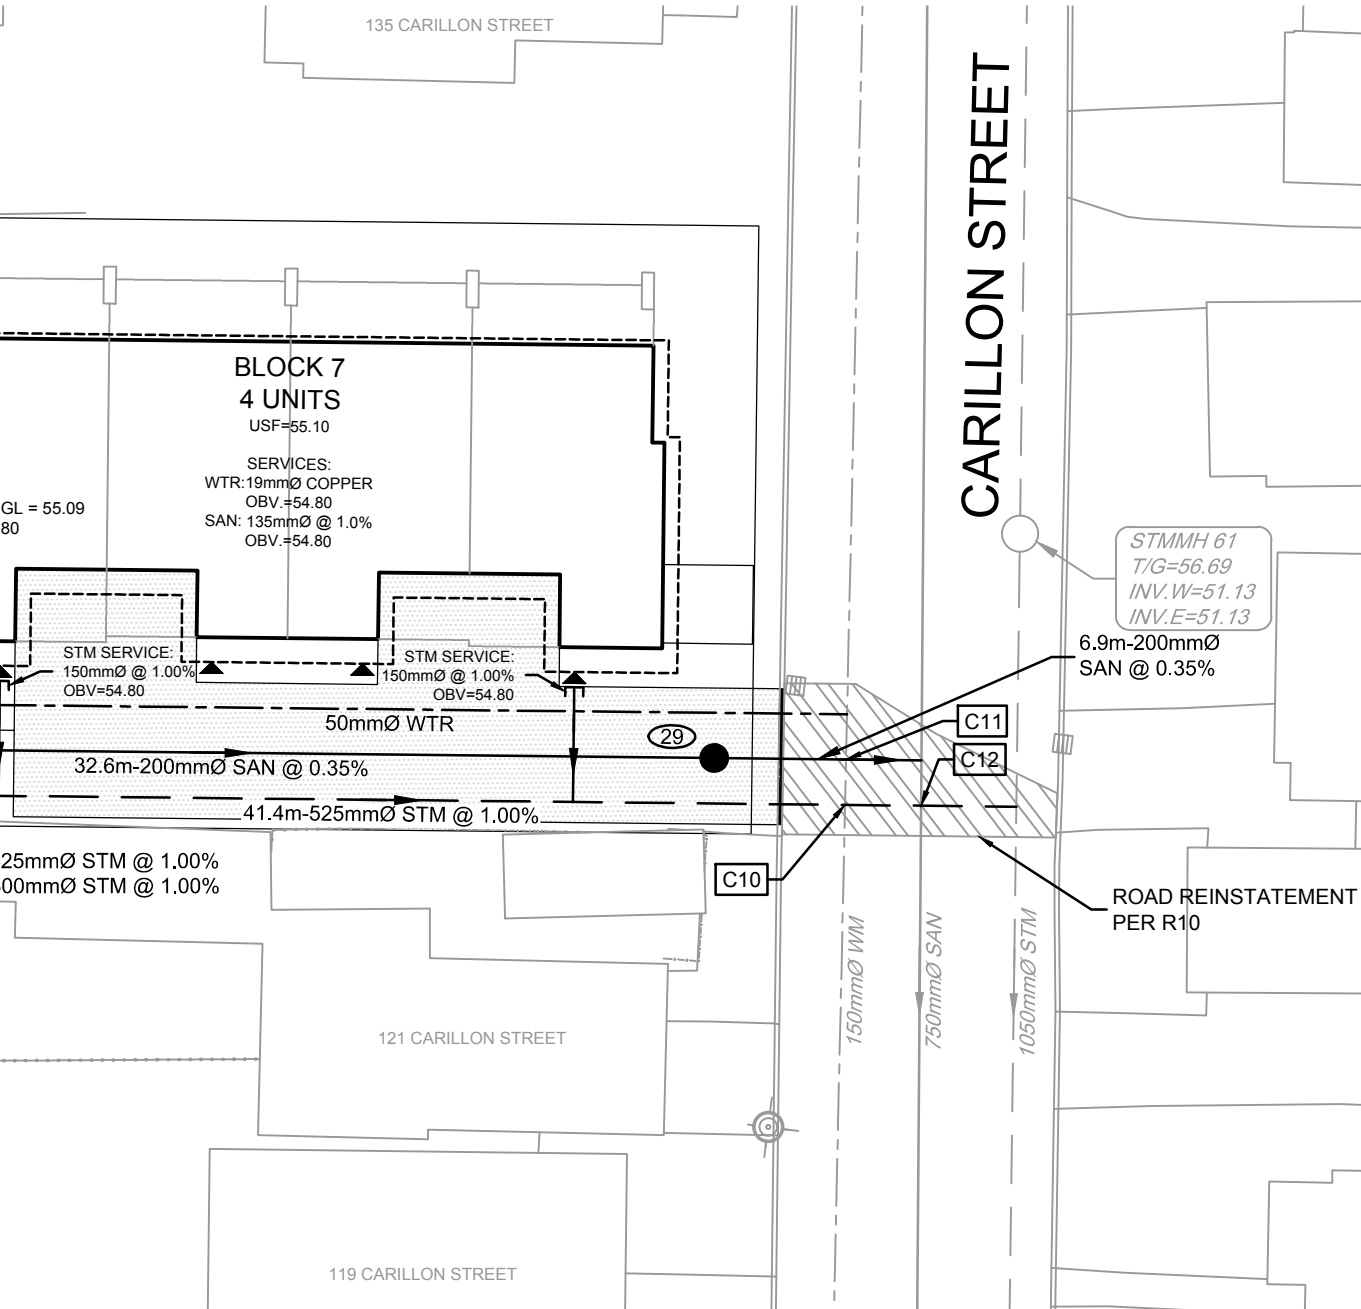 135 CARILLON STREET
CARILLON STREET
BLOCK 7
4 UNITS
USF=55.10
SERVICES:
WTR:19mmØ COPPER
OBV.=54.80
SAN: 135mmØ @ 1.0%
OBV.=54.80
GL = 55.09
80
STMMH 61
T/G=56.69
INV.W=51.13
INV.E=51.13
6.9m-200mmØ
SAN @ 0.35%
STM SERVICE:
150mmØ @ 1.00%
OBV=54.80
STM SERVICE:
150mmØ @ 1.00%
OBV=54.80
50mmØ WTR
29
C11
C12
32.6m-200mmØ SAN @ 0.35%
41.4m-525mmØ STM @ 1.00%
25mmØ STM @ 1.00%
00mmØ STM @ 1.00%
C10
ROAD REINSTATEMENT
PER R10
150mmØ WM
750mmØ SAN
1050mmØ STM
121 CARILLON STREET
119 CARILLON STREET